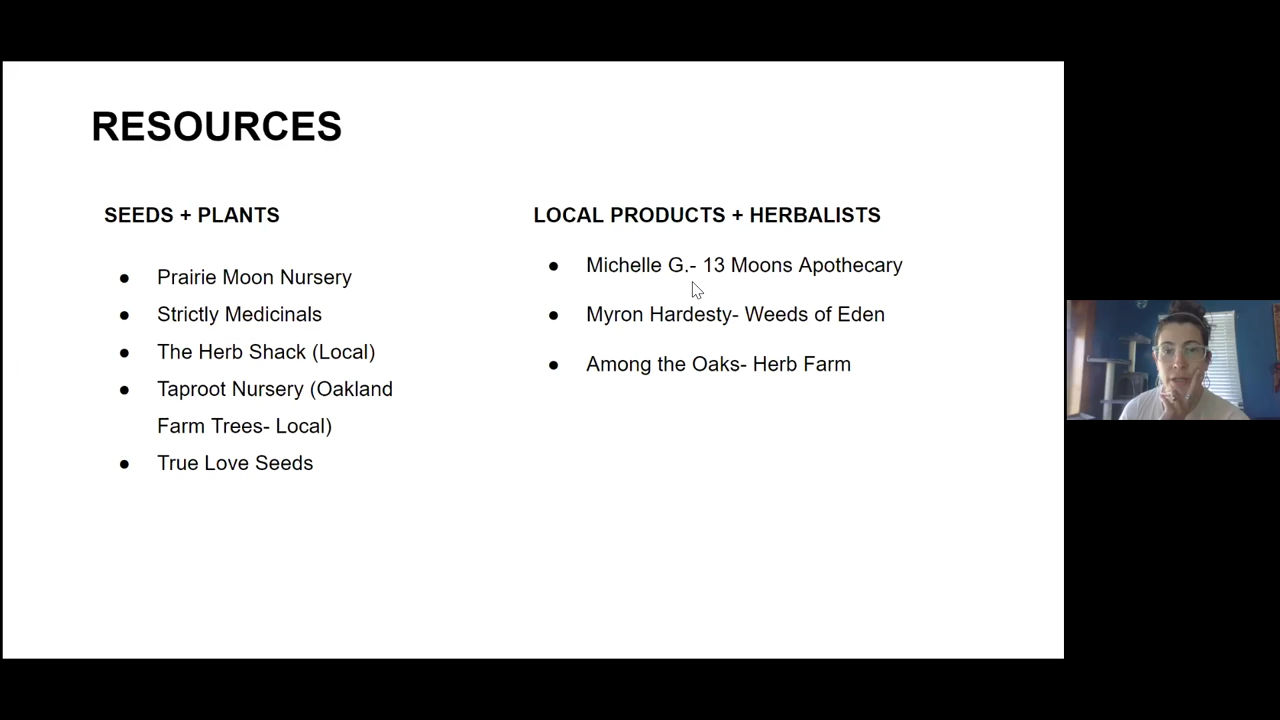 RESOURCES
SEEDS + PLANTS
● Prairie Moon Nursery
● Strictly Medicinals
● The Herb Shack (Local)
● Taproot Nursery (Oakland
Farm Trees- Local)
● True Love Seeds
LOCAL PRODUCTS + HERBALISTS
● Michelle G.- 13 Moons Apothecary
● Myron Hardesty- Weeds of Eden
● Among the Oaks- Herb Farm